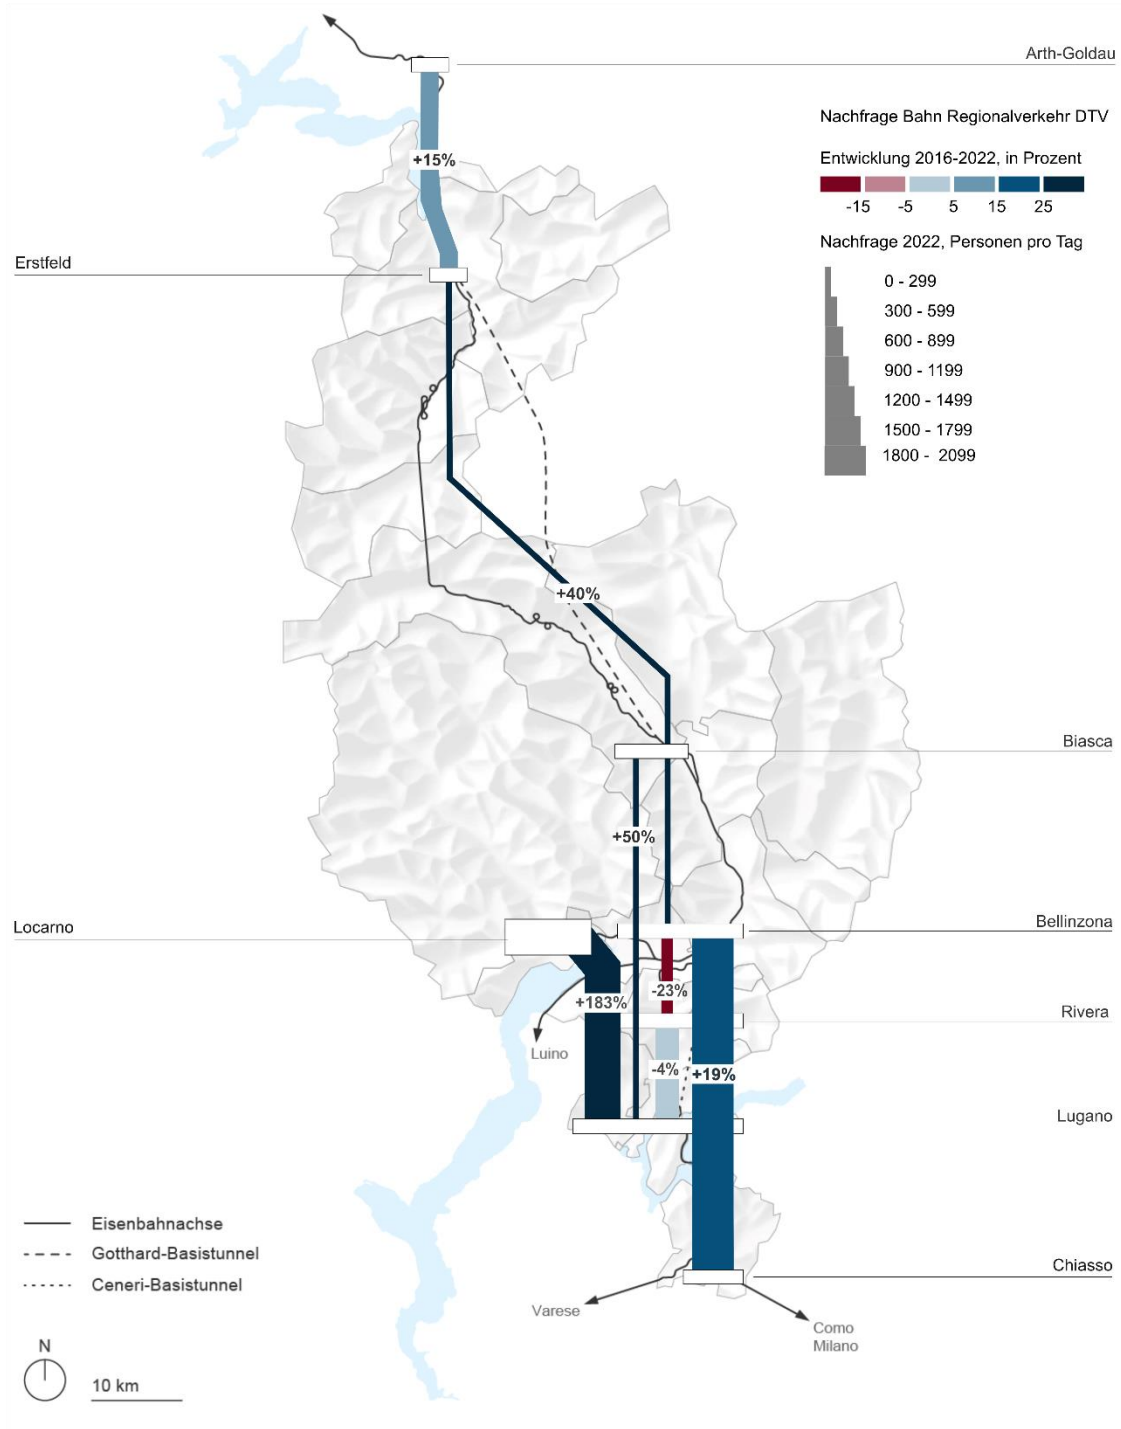 Arth-Goldau
Nachfrage Bahn Regionalverkehr DTV
Entwicklung 2016-2022, in Prozent
-15 -5 5 15 25
Nachfrage 2022, Personen pro Tag
0 - 299
300 - 599
600 - 899
900 - 1199
1200 - 1499
1500 - 1799
1800 - 2099
+15%
Erstfeld
+40%
Biasca
+50%
Bellinzona
Locarno
-23%
+183%
Rivera
Luino
-4%
+19%
Lugano
Eisenbahnachse
Gotthard-Basistunnel
Ceneri-Basistunnel
Chiasso
Varese
Como
Milano
N
10 km